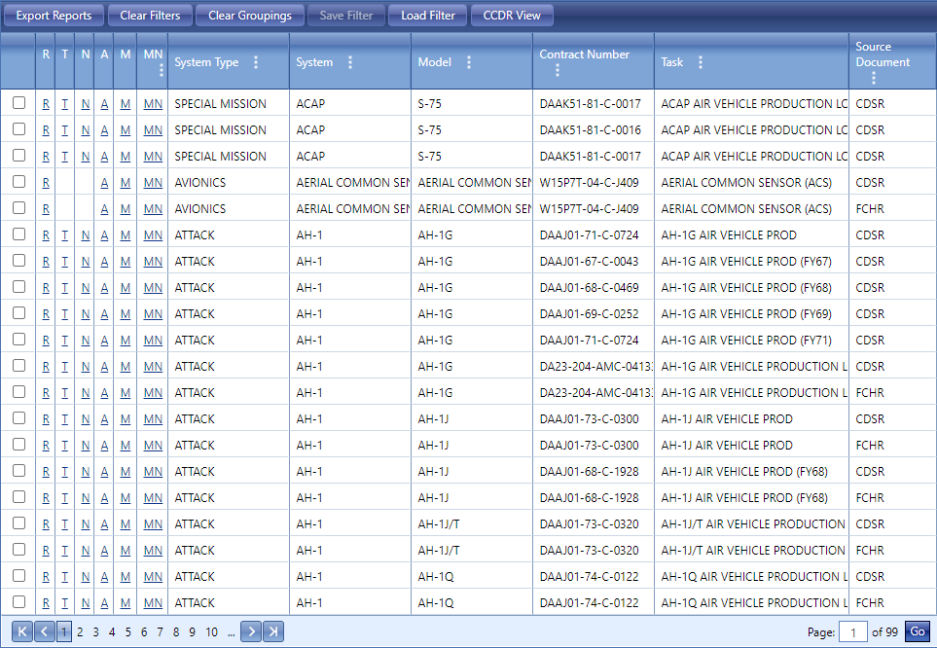 Export Reports Clear Filters Clear Groupings Save Filter Load Filter CCDR View
R T N A M MN System Type System Model Contract Number Task Source Document
R T N A M MN SPECIAL MISSION ACAP S-75 DAAK51-81-C-0017 ACAP AIR VEHICLE PRODUCTION LC CDSR
R T N A M MN SPECIAL MISSION ACAP S-75 DAAK51-81-C-0016 ACAP AIR VEHICLE PRODUCTION LC CDSR
R T N A M MN SPECIAL MISSION ACAP S-75 DAAK51-81-C-0017 ACAP AIR VEHICLE PRODUCTION LC CDSR
R A M MN AVIONICS AERIAL COMMON SEN AERIAL COMMON SEN W15P7T-04-C-J409 AERIAL COMMON SENSOR (ACS) CDSR
R A M MN AVIONICS AERIAL COMMON SEN AERIAL COMMON SEN W15P7T-04-C-J409 AERIAL COMMON SENSOR (ACS) FCHR
R T N A M MN ATTACK AH-1 AH-1G DAAJ01-71-C-0724 AH-1G AIR VEHICLE PROD CDSR
R T N A M MN ATTACK AH-1 AH-1G DAAJ01-67-C-0043 AH-1G AIR VEHICLE PROD (FY67) CDSR
R T N A M MN ATTACK AH-1 AH-1G DAAJ01-68-C-0469 AH-1G AIR VEHICLE PROD (FY68) CDSR
R T N A M MN ATTACK AH-1 AH-1G DAAJ01-69-C-0252 AH-1G AIR VEHICLE PROD (FY69) CDSR
R T N A M MN ATTACK AH-1 AH-1G DAAJ01-71-C-0724 AH-1G AIR VEHICLE PROD (FY71) CDSR
R T N A M MN ATTACK AH-1 AH-1G DA23-204-AMC-04133 AH-1G AIR VEHICLE PRODUCTION L CDSR
R T N A M MN ATTACK AH-1 AH-1G DA23-204-AMC-04133 AH-1G AIR VEHICLE PRODUCTION L FCHR
R T N A M MN ATTACK AH-1 AH-1J DAAJ01-73-C-0300 AH-1J AIR VEHICLE PROD CDSR
R T N A M MN ATTACK AH-1 AH-1J DAAJ01-73-C-0300 AH-1J AIR VEHICLE PROD FCHR
R T N A M MN ATTACK AH-1 AH-1J DAAJ01-68-C-1928 AH-1J AIR VEHICLE PROD (FY68) CDSR
R T N A M MN ATTACK AH-1 AH-1J DAAJ01-68-C-1928 AH-1J AIR VEHICLE PROD (FY68) FCHR
R T N A M MN ATTACK AH-1 AH-1J/T DAAJ01-73-C-0320 AH-1J/T AIR VEHICLE PRODUCTION CDSR
R T N A M MN ATTACK AH-1 AH-1J/T DAAJ01-73-C-0320 AH-1J/T AIR VEHICLE PRODUCTION FCHR
R T N A M MN ATTACK AH-1 AH-1Q DAAJ01-74-C-0122 AH-1Q AIR VEHICLE PRODUCTION L CDSR
R T N A M MN ATTACK AH-1 AH-1Q DAAJ01-74-C-0122 AH-1Q AIR VEHICLE PRODUCTION L FCHR
1 2 3 4 5 6 7 8 9 10 ... Page: 1 of 99 Go